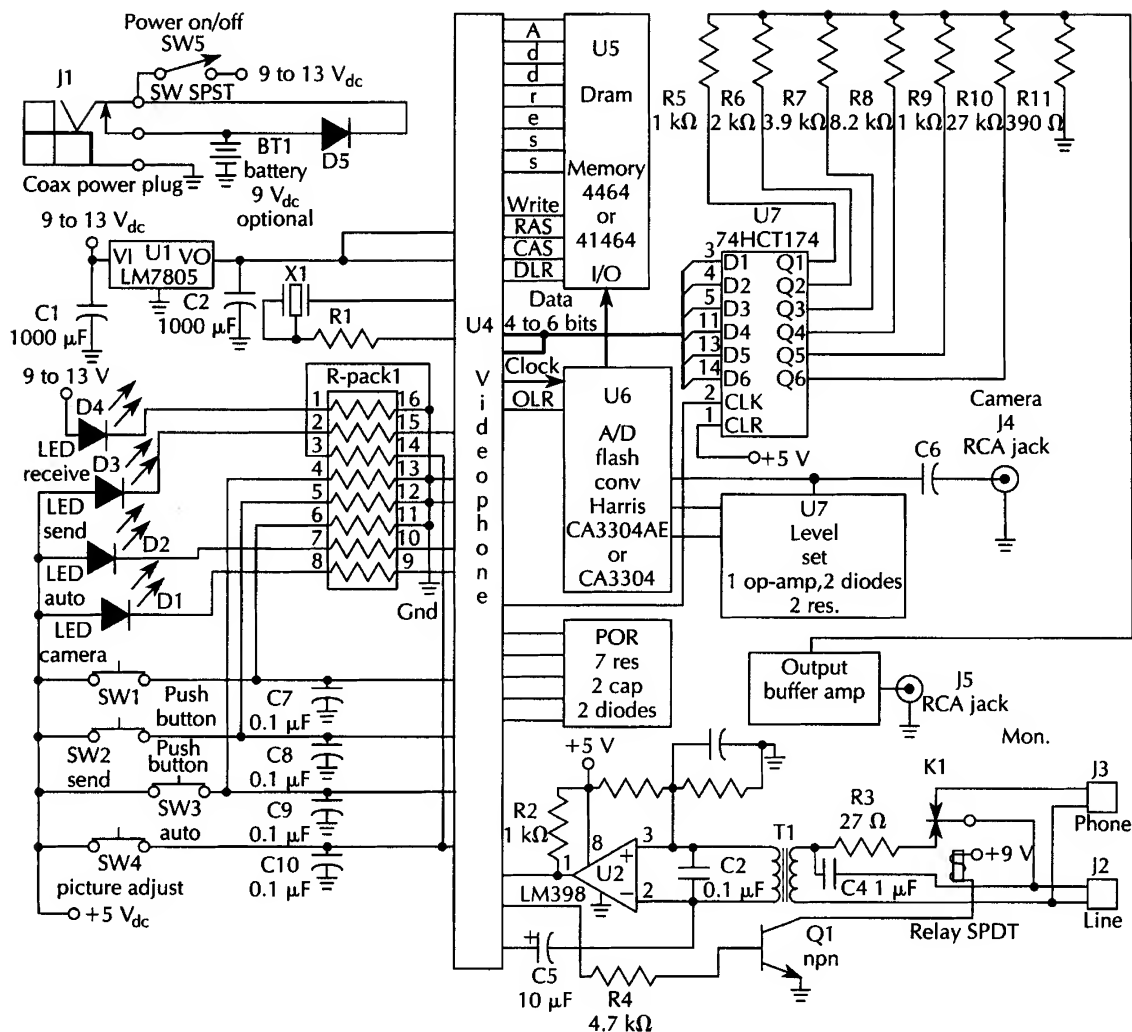 Power on/off
SW5
J1
9 to 13 Vdc
SW SPST
BT1
battery
9 Vdc
optional
D5
Coax power plug
9 to 13 Vdc
VI U1 VO
LM7805
C1
1000 µF
C2
1000 µF
X1
R1
9 to 13 V
D4
LED
receive
D3
LED
send
D2
LED
auto
D1
LED
camera
R-pack1
1 16
2 15
3 14
4 13
5 12
6 11
7 10
8 9
Gnd
SW1
Push
button
C7
0.1 µF
SW2
send
Push
button
C8
0.1 µF
SW3
auto
C9
0.1 µF
SW4
picture adjust
C10
0.1 µF
+5 Vdc
U4
V
i
d
e
o
p
h
o
n
e
A
d
d
r
e
s
s
Write
RAS
CAS
DLR
U5
Dram
Memory
4464
or
41464
I/O
Data
4 to 6 bits
Clock
OLR
U6
A/D
flash
conv
Harris
CA3304AE
or
CA3304
R5 R6 R7 R8 R9 R10 R11
1 kΩ 2 kΩ 3.9 kΩ 8.2 kΩ 1 kΩ 27 kΩ 390 Ω
U7
74HCT174
3 D1 Q1
4 D2 Q2
5 D3 Q3
11 D4 Q4
13 D5 Q5
14 D6 Q6
2 CLK
1 CLR
+5 V
Camera
J4
RCA jack
C6
U7
Level
set
1 op-amp,2 diodes
2 res.
POR
7 res
2 cap
2 diodes
Output
buffer amp
J5
RCA jack
Mon.
+5 V
R2
1 kΩ
8
1
3
2
+
−
U2
LM398
C2
0.1 µF
T1
R3
27 Ω
K1
J3
Phone
+9 V
C4 1 µF
J2
Line
Relay SPDT
Q1
npn
+
C5
10 µF
R4
4.7 kΩ